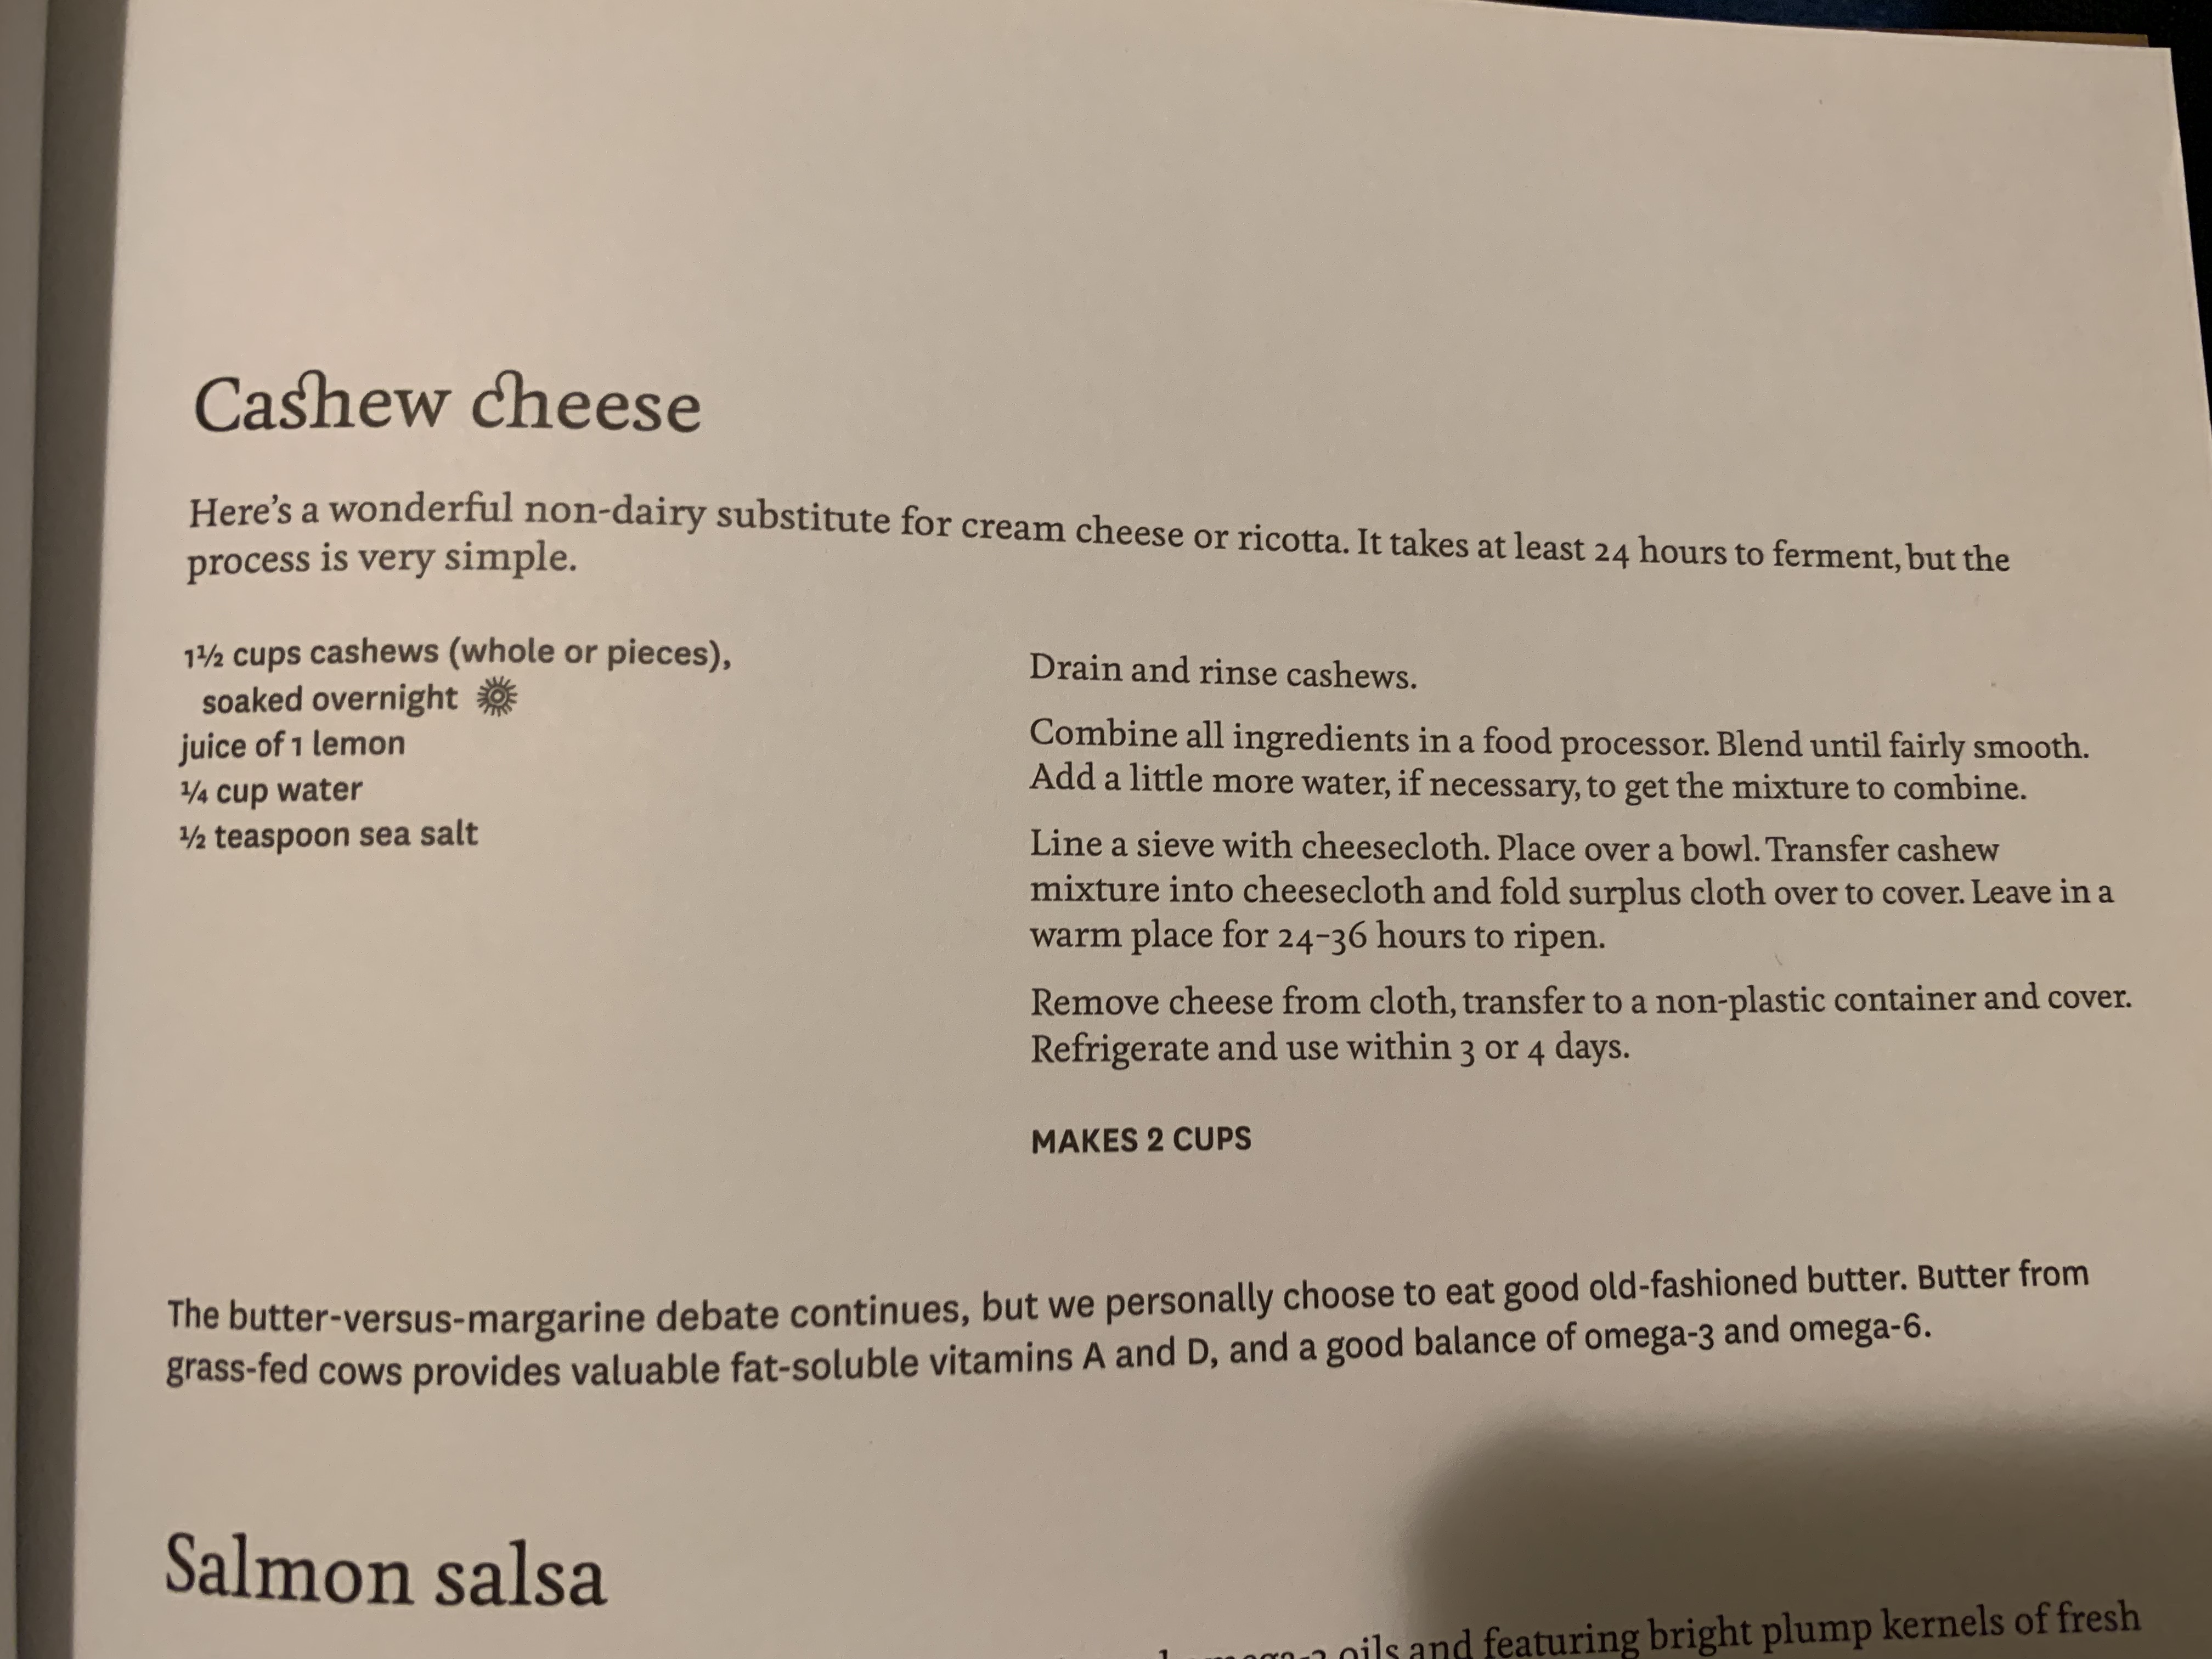 Cashew cheese
Here's a wonderful non-dairy substitute for cream cheese or ricotta. It takes at least 24 hours to ferment, but the
process is very simple.
1½ cups cashews (whole or pieces),
soaked overnight
juice of 1 lemon
¼ cup water
½ teaspoon sea salt
Drain and rinse cashews.
Combine all ingredients in a food processor. Blend until fairly smooth.
Add a little more water, if necessary, to get the mixture to combine.
Line a sieve with cheesecloth. Place over a bowl. Transfer cashew
mixture into cheesecloth and fold surplus cloth over to cover. Leave in a
warm place for 24–36 hours to ripen.
Remove cheese from cloth, transfer to a non-plastic container and cover.
Refrigerate and use within 3 or 4 days.
MAKES 2 CUPS
The butter-versus-margarine debate continues, but we personally choose to eat good old-fashioned butter. Butter from
grass-fed cows provides valuable fat-soluble vitamins A and D, and a good balance of omega-3 and omega-6.
Salmon salsa
oils and featuring bright plump kernels of fresh